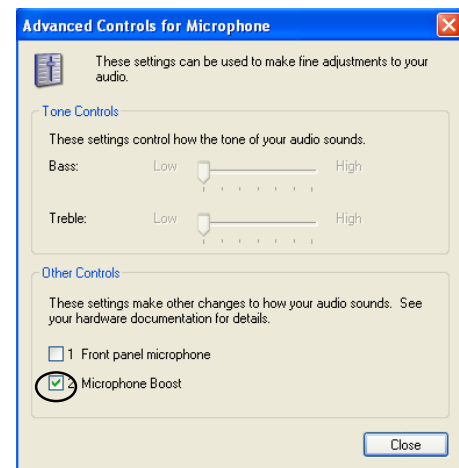 Advanced Controls for Microphone
These settings can be used to make fine adjustments to your
audio.
Tone Controls
These settings control how the tone of your audio sounds.
Bass: Low High
Treble: Low High
Other Controls
These settings make other changes to how your audio sounds. See
your hardware documentation for details.
1 Front panel microphone
2 Microphone Boost
Close